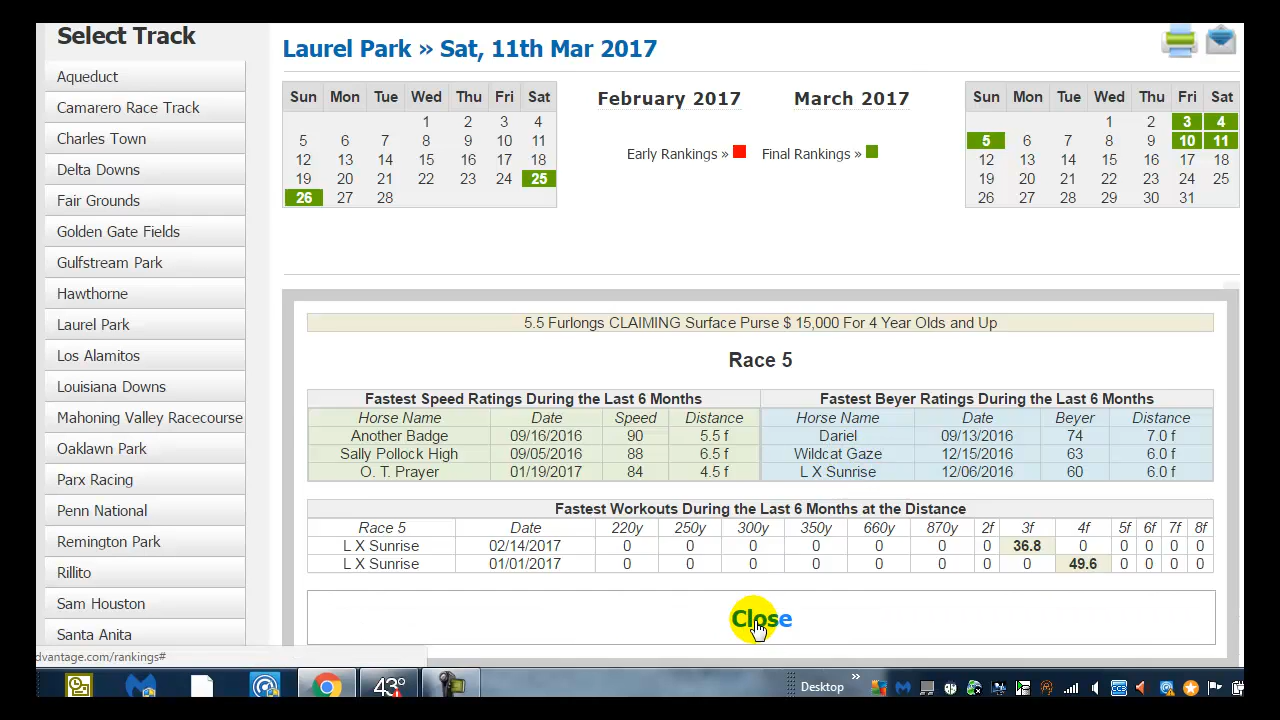 Select Track
Aqueduct
Camarero Race Track
Charles Town
Delta Downs
Fair Grounds
Golden Gate Fields
Gulfstream Park
Hawthorne
Laurel Park
Los Alamitos
Louisiana Downs
Mahoning Valley Racecourse
Oaklawn Park
Parx Racing
Penn National
Remington Park
Rillito
Sam Houston
Santa Anita
Laurel Park » Sat, 11th Mar 2017
Sun Mon Tue Wed Thu Fri Sat
1 2 3 4
5 6 7 8 9 10 11
12 13 14 15 16 17 18
19 20 21 22 23 24 25
26 27 28
February 2017 March 2017
Early Rankings » Final Rankings »
Sun Mon Tue Wed Thu Fri Sat
1 2 3 4
5 6 7 8 9 10 11
12 13 14 15 16 17 18
19 20 21 22 23 24 25
26 27 28 29 30 31
5.5 Furlongs CLAIMING Surface Purse $ 15,000 For 4 Year Olds and Up
Race 5
Fastest Speed Ratings During the Last 6 Months
Horse Name Date Speed Distance
Another Badge 09/16/2016 90 5.5 f
Sally Pollock High 09/05/2016 88 6.5 f
O. T. Prayer 01/19/2017 84 4.5 f
Fastest Beyer Ratings During the Last 6 Months
Horse Name Date Beyer Distance
Dariel 09/13/2016 74 7.0 f
Wildcat Gaze 12/15/2016 63 6.0 f
L X Sunrise 12/06/2016 60 6.0 f
Fastest Workouts During the Last 6 Months at the Distance
Race 5 Date 220y 250y 300y 350y 660y 870y 2f 3f 4f 5f 6f 7f 8f
L X Sunrise 02/14/2017 0 0 0 0 0 0 0 36.8 0 0 0 0 0
L X Sunrise 01/01/2017 0 0 0 0 0 0 0 0 49.6 0 0 0 0
Close
dvantage.com/rankings#
43°
Desktop »